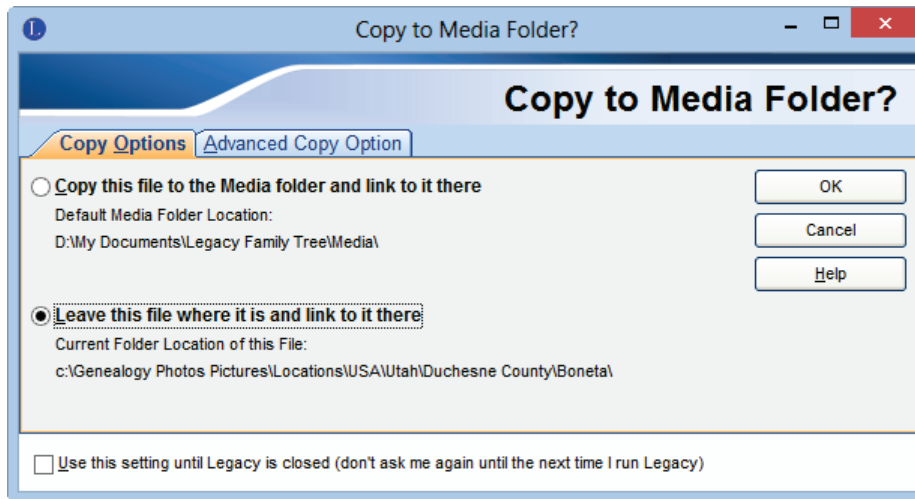 Copy to Media Folder?
Copy to Media Folder?
Copy Options
Advanced Copy Option
Copy this file to the Media folder and link to it there
Default Media Folder Location:
D:\My Documents\Legacy Family Tree\Media\
OK
Cancel
Help
Leave this file where it is and link to it there
Current Folder Location of this File:
c:\Genealogy Photos Pictures\Locations\USA\Utah\Duchesne County\Boneta\
Use this setting until Legacy is closed (don't ask me again until the next time I run Legacy)